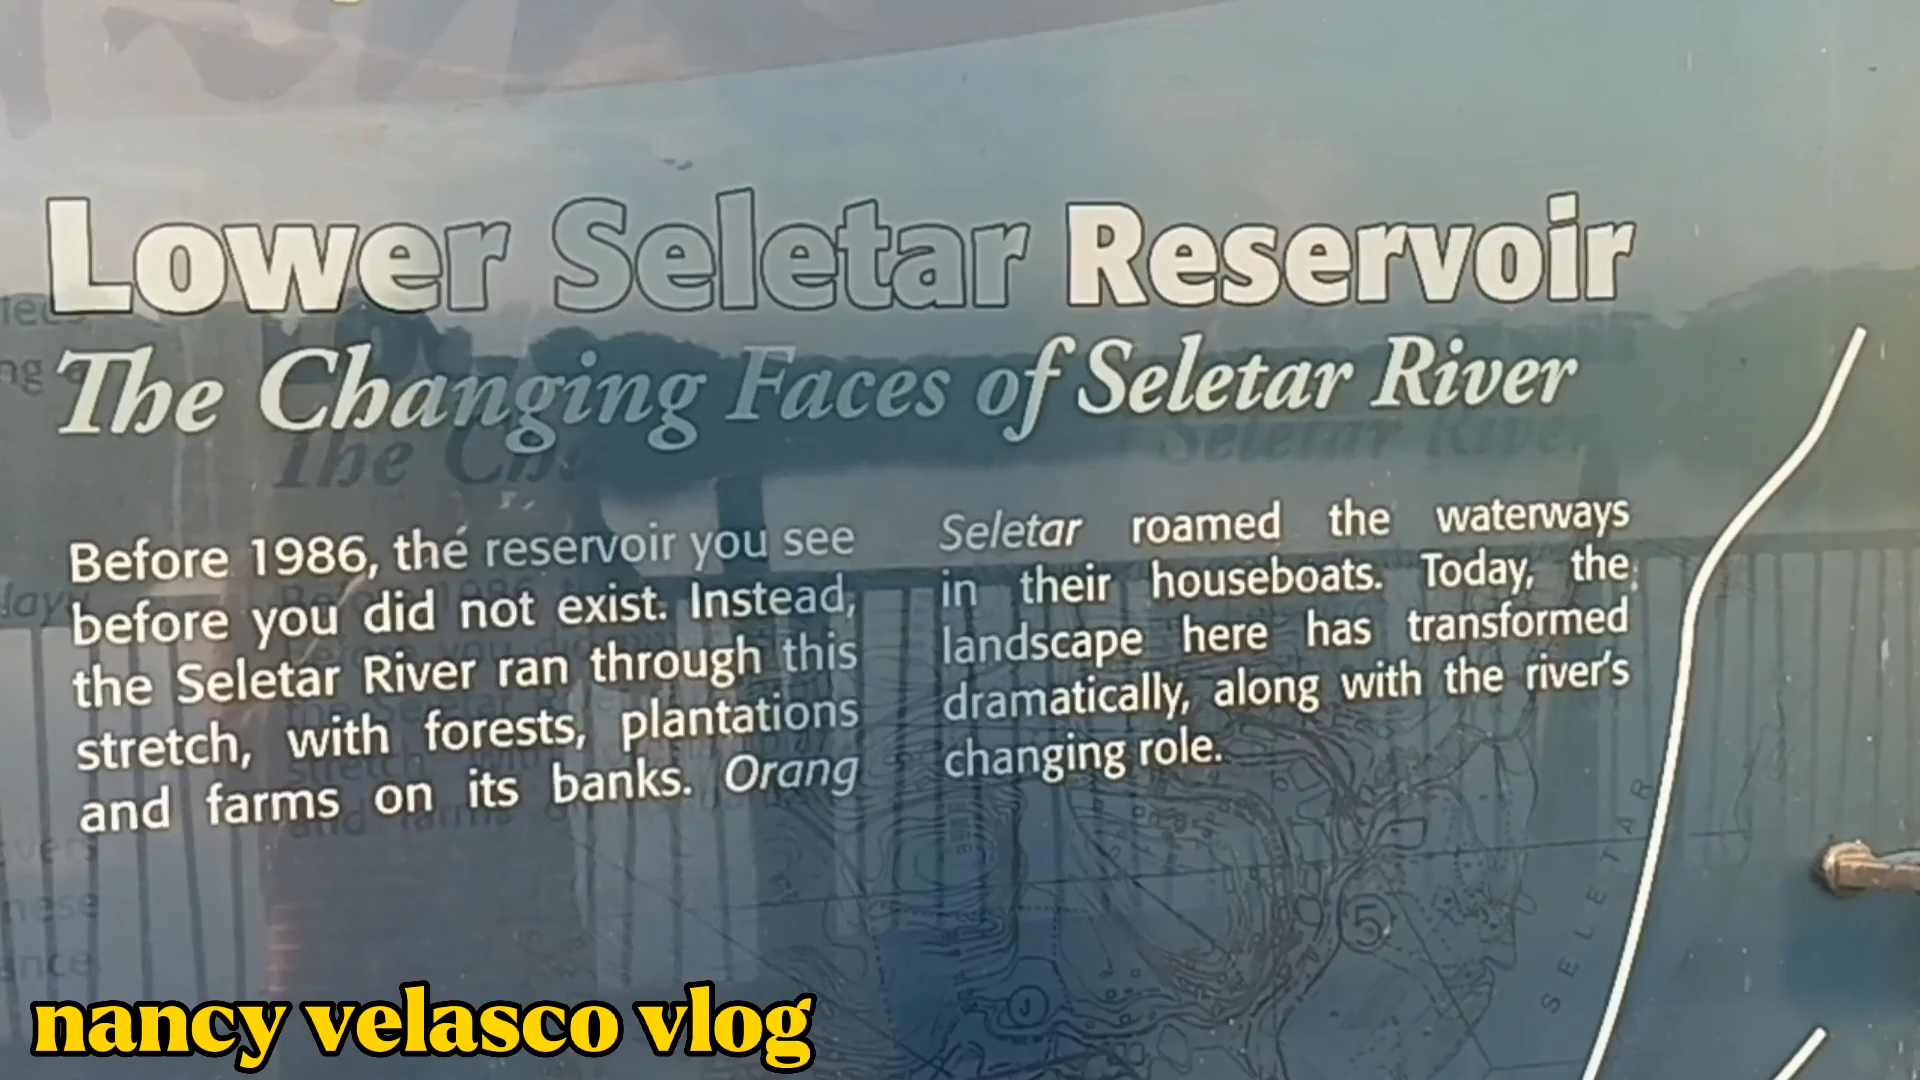 Lower Seletar Reservoir
The Changing Faces of Seletar River
Before 1986, the reservoir you see
before you did not exist. Instead,
the Seletar River ran through this
stretch, with forests, plantations
and farms on its banks. Orang
Seletar roamed the waterways
in their houseboats. Today, the
landscape here has transformed
dramatically, along with the river's
changing role.
SELETAR
5
J
nancy velasco vlog